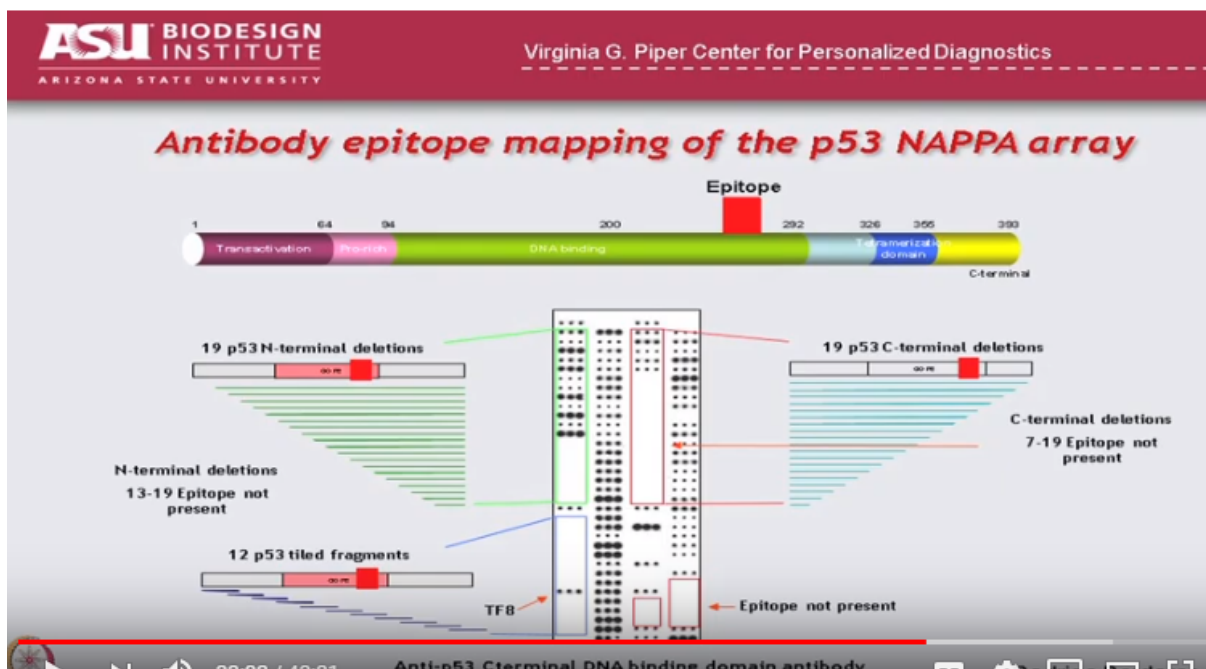 ASU BIODESIGN
INSTITUTE
ARIZONA STATE UNIVERSITY
Virginia G. Piper Center for Personalized Diagnostics
Antibody epitope mapping of the p53 NAPPA array
Epitope
1 64 94 200 292 326 355 393
Transactivation Pro-rich DNA binding Tetramerization
domain
C-terminal
19 p53 N-terminal deletions
19 p53 C-terminal deletions
C-terminal deletions
7-19 Epitope not
present
N-terminal deletions
13-19 Epitope not
present
12 p53 tiled fragments
TF8
Epitope not present
Anti-p53 Cterminal DNA binding domain antibody